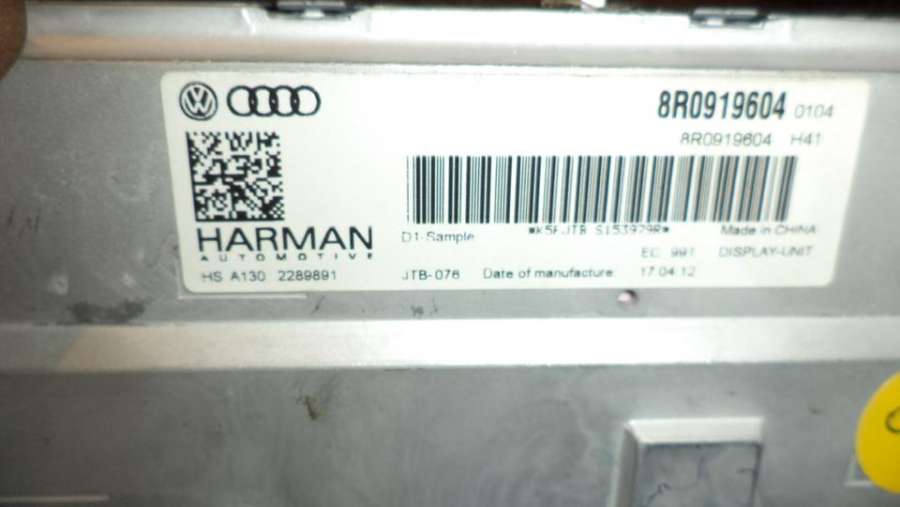 8R0919604 0104
8R0919604 H41
HARMAN
AUTOMOTIVE
D1-Sample
Made in CHINA
EC 991 DISPLAY-UNIT
HS A130 2289891
JTB-076 Date of manufacture 17.04.12